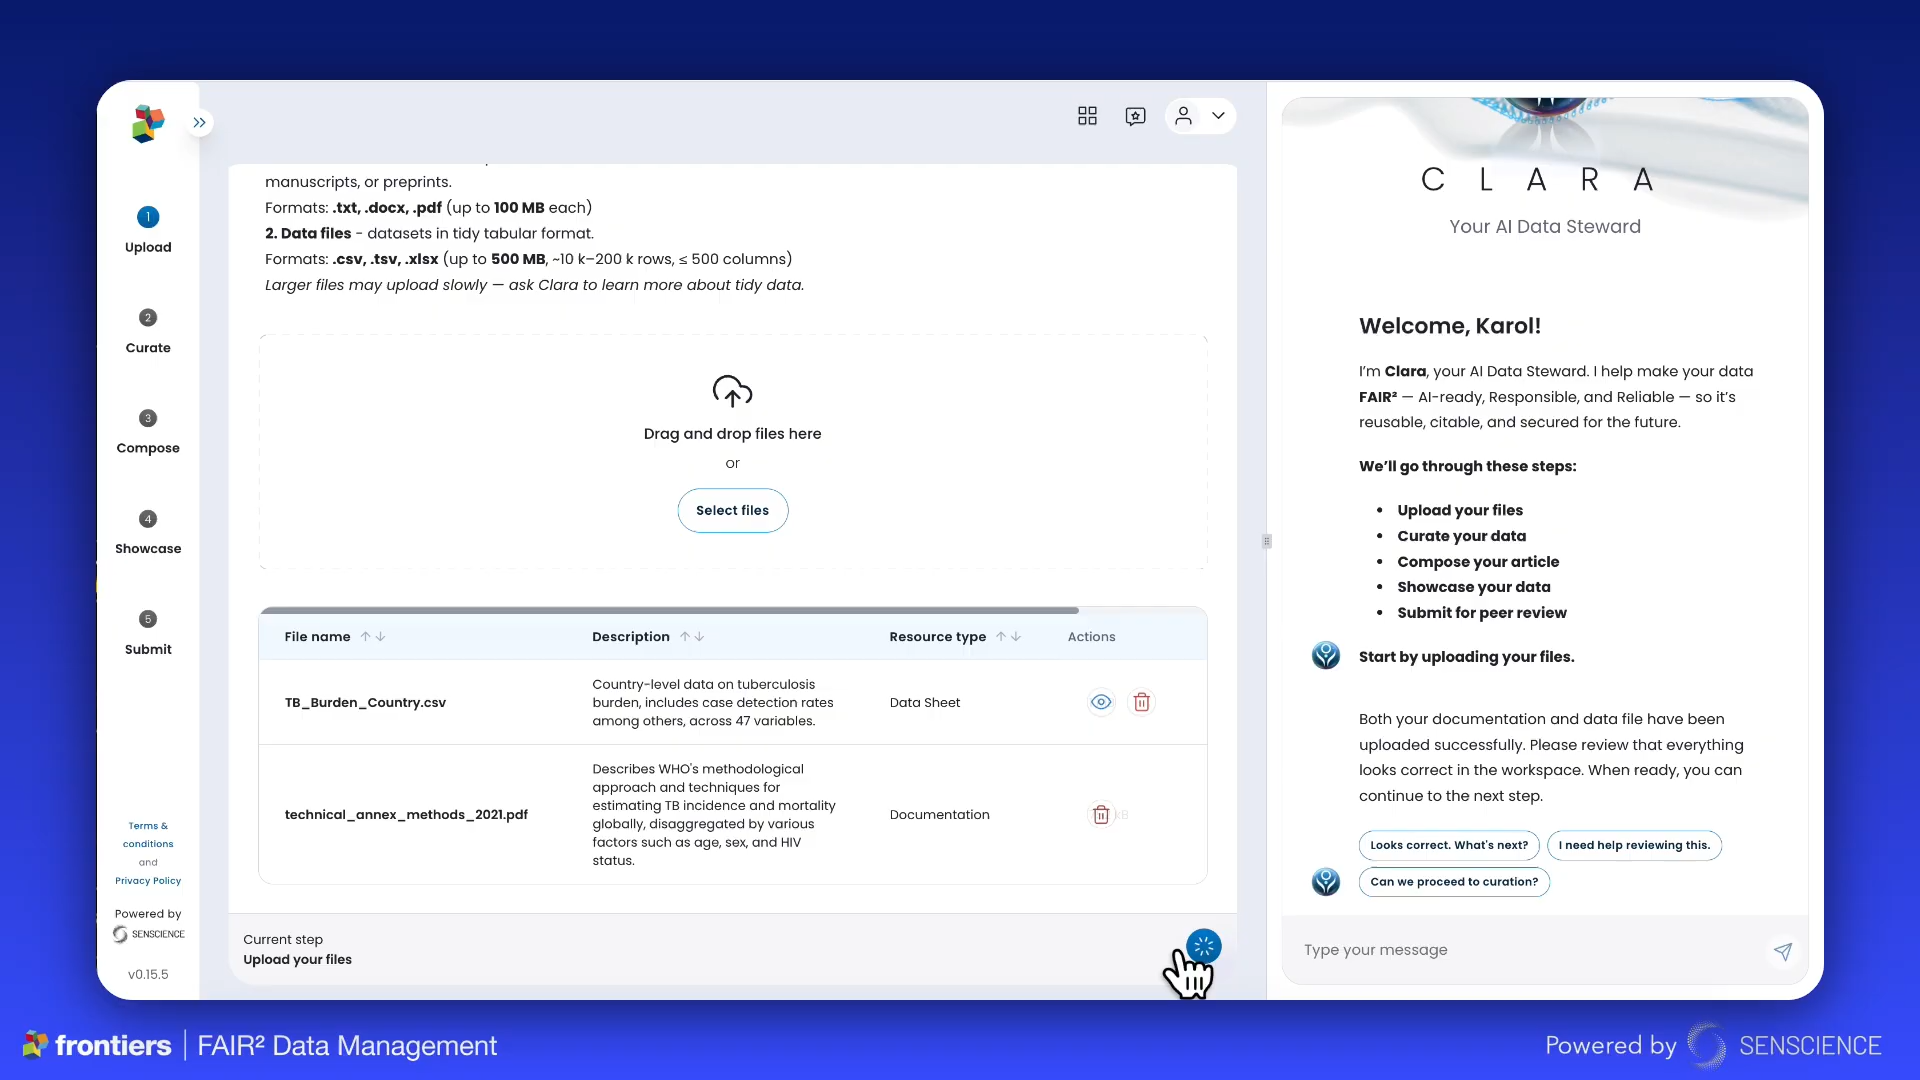 1
Upload
2
Curate
3
Compose
4
Showcase
5
Submit
Terms &
conditions
and
Privacy Policy
Powered by
SENSCIENCE
v0.15.5
manuscripts, or preprints.
Formats: .txt, .docx, .pdf (up to 100 MB each)
2. Data files - datasets in tidy tabular format.
Formats: .csv, .tsv, .xlsx (up to 500 MB, ~10 k–200 k rows, ≤ 500 columns)
Larger files may upload slowly — ask Clara to learn more about tidy data.
Drag and drop files here
or
Select files
File name Description Resource type Actions
TB_Burden_Country.csv
Country-level data on tuberculosis
burden, includes case detection rates
among others, across 47 variables.
Data Sheet
technical_annex_methods_2021.pdf
Describes WHO's methodological
approach and techniques for
estimating TB incidence and mortality
globally, disaggregated by various
factors such as age, sex, and HIV
status.
Documentation
Current step
Upload your files
CLARA
Your AI Data Steward
Welcome, Karol!
I'm Clara, your AI Data Steward. I help make your data
FAIR² — AI-ready, Responsible, and Reliable — so it's
reusable, citable, and secured for the future.
We'll go through these steps:
• Upload your files
• Curate your data
• Compose your article
• Showcase your data
• Submit for peer review
Start by uploading your files.
Both your documentation and data file have been
uploaded successfully. Please review that everything
looks correct in the workspace. When ready, you can
continue to the next step.
Looks correct. What's next?
I need help reviewing this.
Can we proceed to curation?
Type your message
frontiers | FAIR² Data Management
Powered by SENSCIENCE